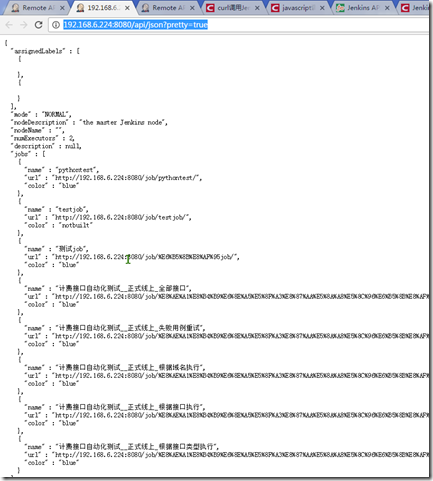 Remote A
192.168.6.2
Remote A
curl调用Je
javascript
Jenkins AP
Jenki
192.168.6.224:8080/api/json?pretty=true
{
"assignedLabels" : [
{
},
{
}
],
"mode" : "NORMAL",
"nodeDescription" : "the master Jenkins node",
"nodeName" : "",
"numExecutors" : 2,
"description" : null,
"jobs" : [
{
"name" : "pythontest",
"url" : "http://192.168.6.224:8080/job/pythontest/",
"color" : "blue"
},
{
"name" : "testjob",
"url" : "http://192.168.6.224:8080/job/testjob/",
"color" : "notbuilt"
},
{
"name" : "测试job",
"url" : "http://192.168.6.224:8080/job/%E6%B5%8B%E8%AF%95job/",
"color" : "blue"
},
{
"name" : "计费接口自动化测试__正式线上_全部接口",
"url" : "http://192.168.6.224:8080/job/
"color" : "blue"
},
{
"name" : "计费接口自动化测试__正式线上_失败用例重试",
"url" : "http://192.168.6.224:8080/job/
"color" : "blue"
},
{
"name" : "计费接口自动化测试__正式线上_根据域名执行",
"url" : "http://192.168.6.224:8080/job/
"color" : "blue"
},
{
"name" : "计费接口自动化测试__正式线上_根据接口执行",
"url" : "http://192.168.6.224:8080/job/
"color" : "blue"
},
{
"name" : "计费接口自动化测试__正式线上_根据接口类型执行",
"url" : "http://192.168.6.224:8080/job/
"color" : "blue"
}